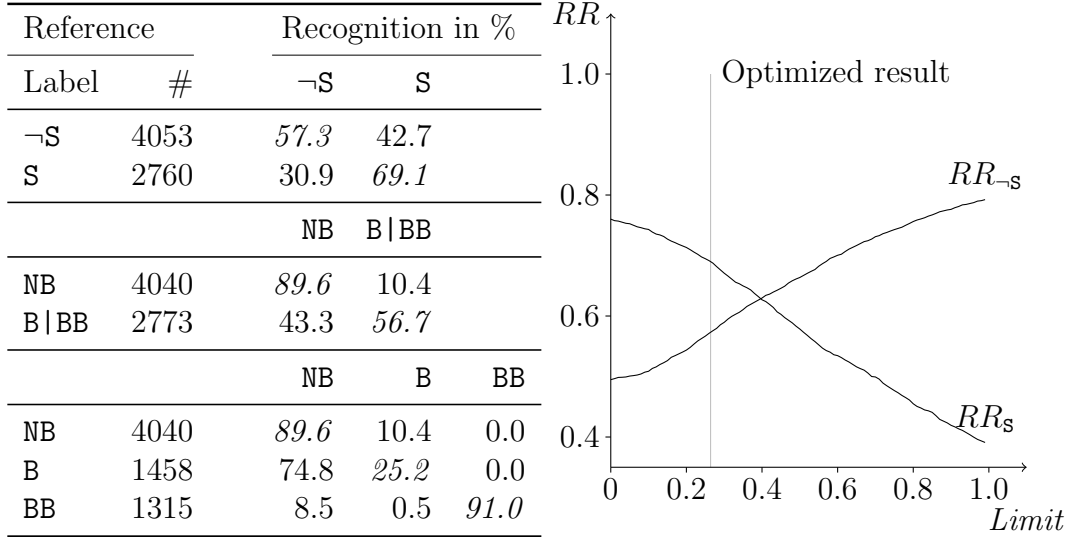 Reference Recognition in %
Label # ¬S S
¬S 4053 57.3 42.7
S 2760 30.9 69.1
NB B|BB
NB 4040 89.6 10.4
B|BB 2773 43.3 56.7
NB B BB
NB 4040 89.6 10.4 0.0
B 1458 74.8 25.2 0.0
BB 1315 8.5 0.5 91.0
RR
1.0 Optimized result
0.8 RR¬S
0.6
0.4 RRS
0 0.2 0.4 0.6 0.8 1.0
Limit